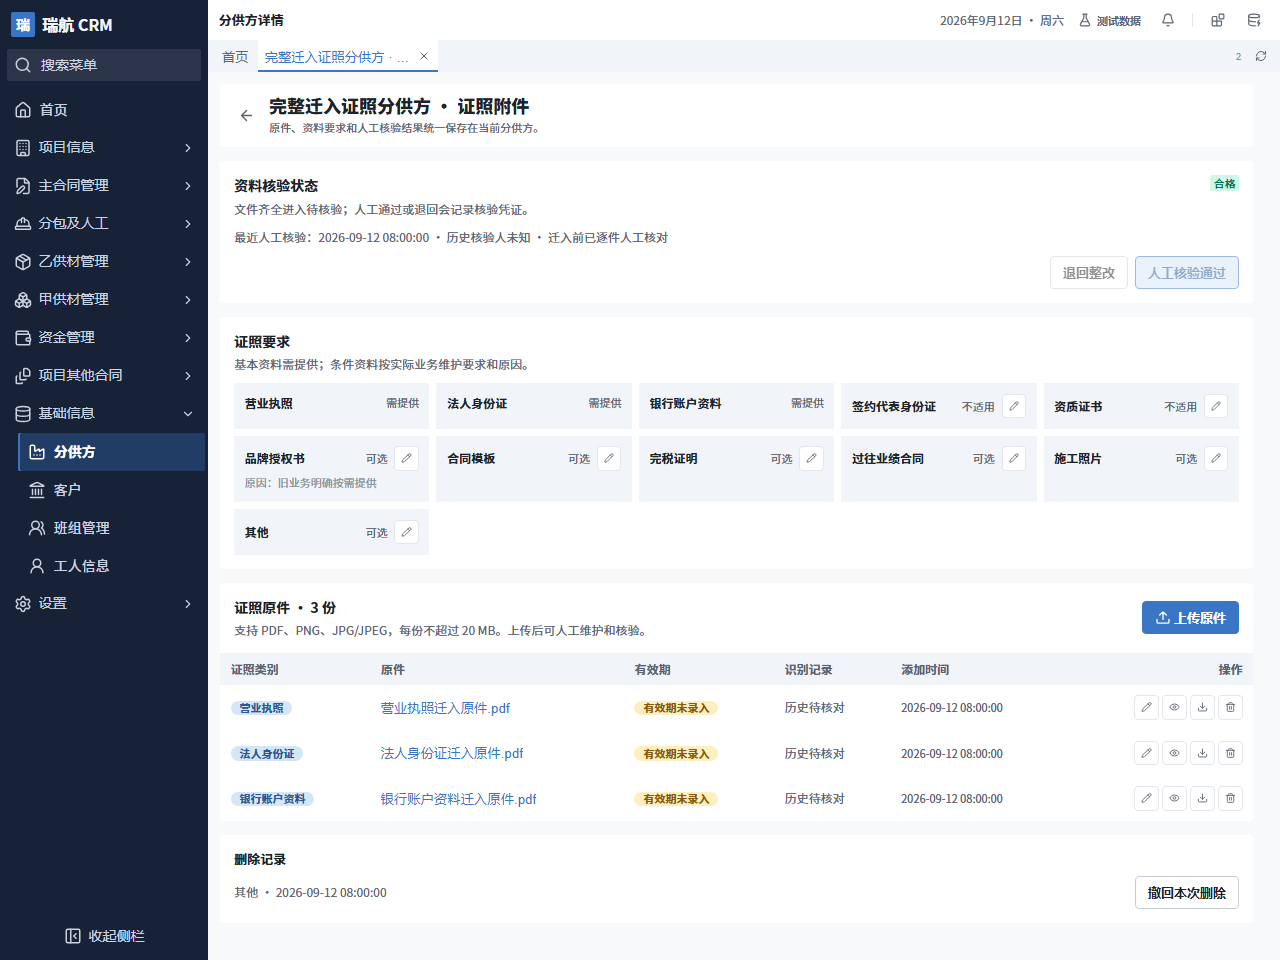 瑞 瑞航 CRM
搜索菜单
首页
项目信息
主合同管理
分包及人工
乙供材管理
甲供材管理
资金管理
项目其他合同
基础信息
分供方
客户
班组管理
工人信息
设置
收起侧栏
分供方详情
2026年9月12日 • 周六 测试数据
首页 完整迁入证照分供方 · … 2
完整迁入证照分供方 • 证照附件
原件、资料要求和人工核验结果统一保存在当前分供方。
资料核验状态 合格
文件齐全进入待核验；人工通过或退回会记录核验凭证。
最近人工核验：2026-09-12 08:00:00 • 历史核验人未知 • 迁入前已逐件人工核对
退回整改 人工核验通过
证照要求
基本资料需提供；条件资料按实际业务维护要求和原因。
营业执照 需提供 法人身份证 需提供 银行账户资料 需提供 签约代表身份证 不适用 资质证书 不适用
品牌授权书 可选 合同模板 可选 完税证明 可选 过往业绩合同 可选 施工照片 可选
原因：旧业务明确按需提供
其他 可选
证照原件 • 3 份
支持 PDF、PNG、JPG/JPEG，每份不超过 20 MB。上传后可人工维护和核验。
上传原件
证照类别 原件 有效期 识别记录 添加时间 操作
营业执照 营业执照迁入原件.pdf 有效期未录入 历史待核对 2026-09-12 08:00:00
法人身份证 法人身份证迁入原件.pdf 有效期未录入 历史待核对 2026-09-12 08:00:00
银行账户资料 银行账户资料迁入原件.pdf 有效期未录入 历史待核对 2026-09-12 08:00:00
删除记录
其他 • 2026-09-12 08:00:00
撤回本次删除